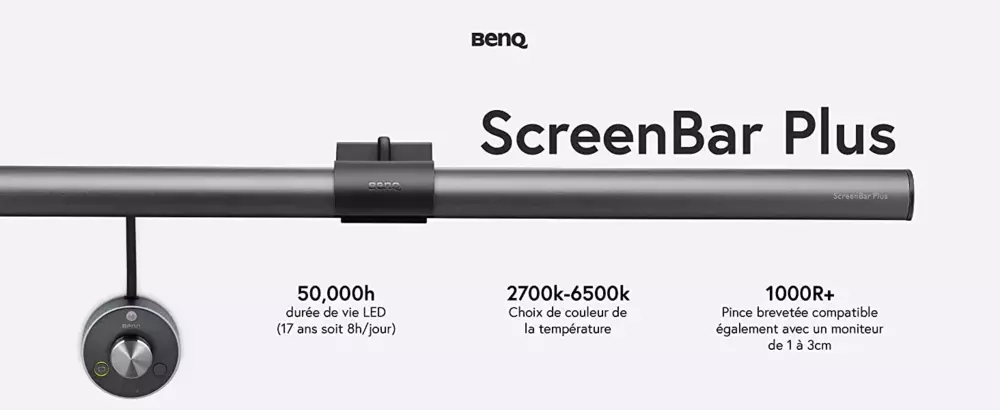 BenQ
ScreenBar Plus
BenQ
ScreenBar Plus
BenQ
50,000h
durée de vie LED
(17 ans soit 8h/jour)
2700k-6500k
Choix de couleur de
la température
1000R+
Pince brevetée compatible
également avec un moniteur
de 1 à 3cm